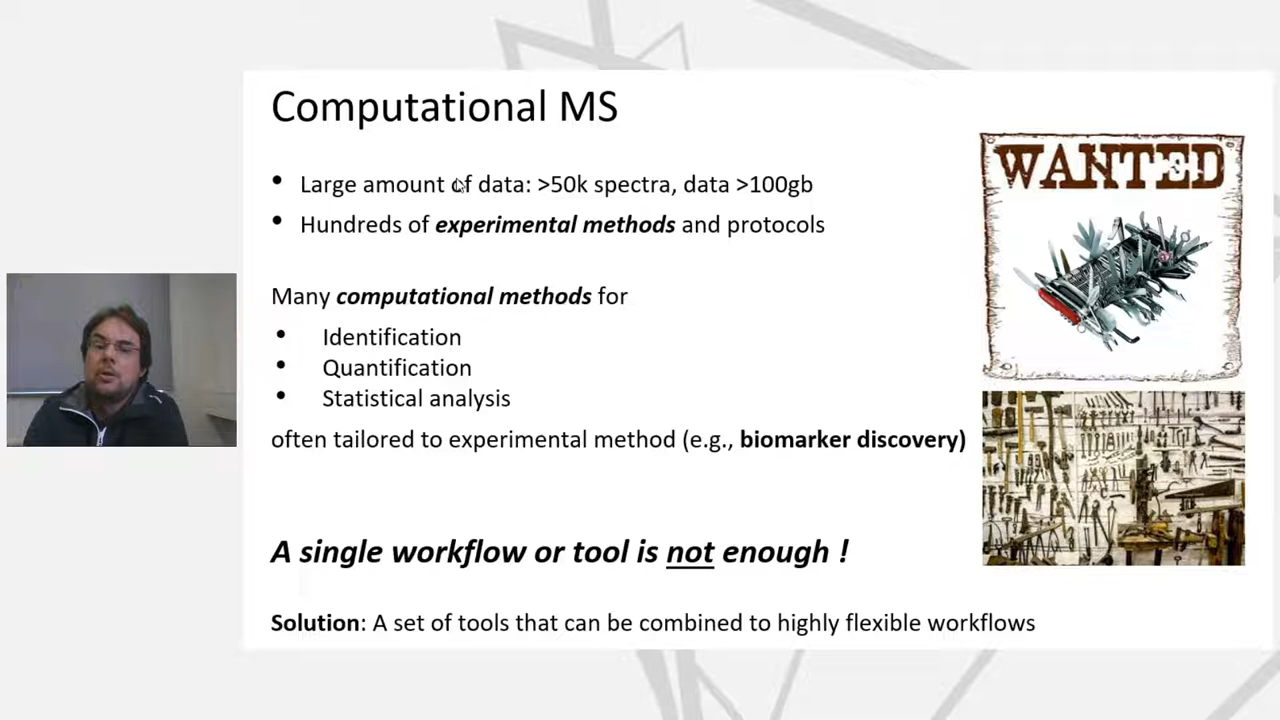 Computational MS
• Large amount of data: >50k spectra, data >100gb
• Hundreds of experimental methods and protocols
Many computational methods for
• Identification
• Quantification
• Statistical analysis
often tailored to experimental method (e.g., biomarker discovery)
A single workflow or tool is not enough !
Solution: A set of tools that can be combined to highly flexible workflows
WANTED